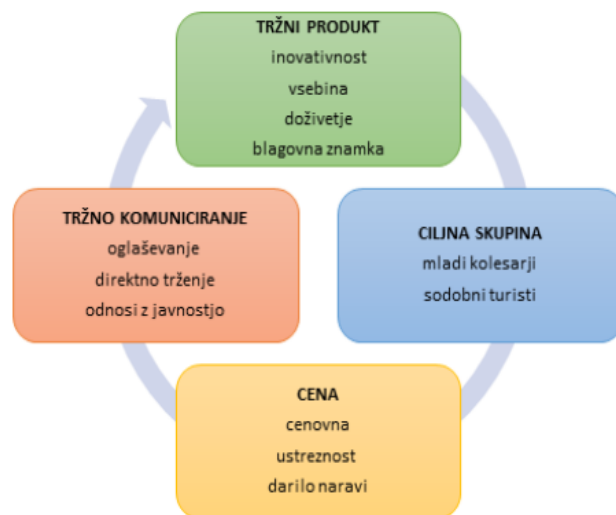 TRŽNI PRODUKT
inovativnost
vsebina
doživetje
blagovna znamka
CILJNA SKUPINA
mladi kolesarji
sodobni turisti
CENA
cenovna
ustreznost
darilo naravi
TRŽNO KOMUNICIRANJE
oglaševanje
direktno trženje
odnosi z javnostjo